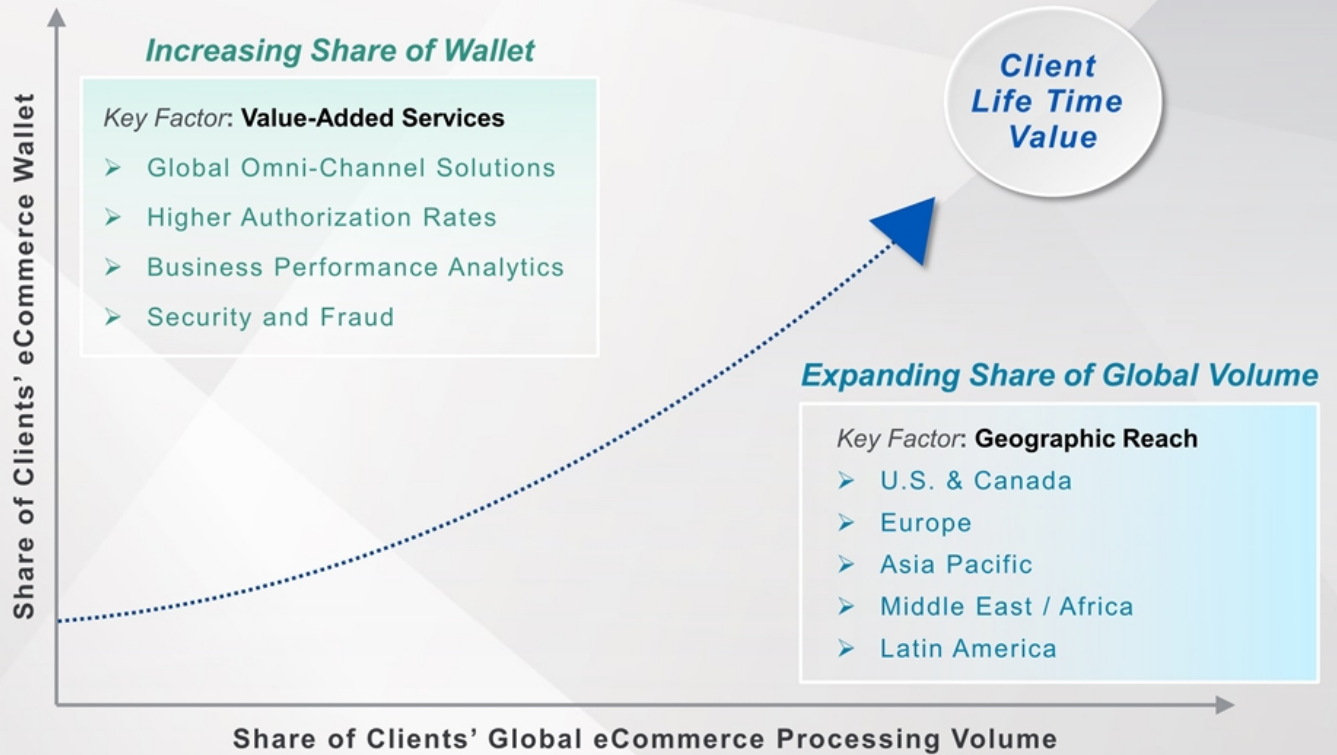 Increasing Share of Wallet
Key Factor: Value-Added Services
➢ Global Omni-Channel Solutions
➢ Higher Authorization Rates
➢ Business Performance Analytics
➢ Security and Fraud
Client
Life Time
Value
Expanding Share of Global Volume
Key Factor: Geographic Reach
➢ U.S. & Canada
➢ Europe
➢ Asia Pacific
➢ Middle East / Africa
➢ Latin America
Share of Clients’ eCommerce Wallet
Share of Clients’ Global eCommerce Processing Volume